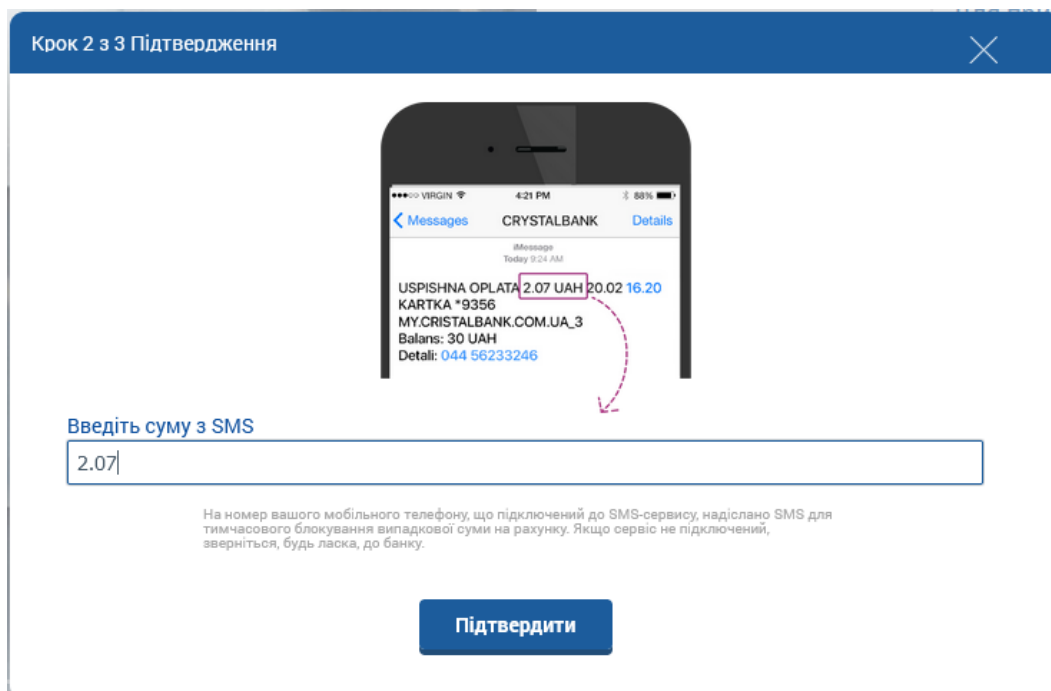 Крок 2 з 3 Підтвердження
VIRGIN 4:21 PM 88%
Messages CRYSTALBANK Details
iMessage
Today 9:24 AM
USPISHNA OPLATA 2.07 UAH 20.02 16.20
KARTKA *9356
MY.CRISTALBANK.COM.UA_3
Balans: 30 UAH
Detali: 044 56233246
Введіть суму з SMS
2.07
На номер вашого мобільного телефону, що підключений до SMS-сервісу, надіслано SMS для
тимчасового блокування випадкової суми на рахунку. Якщо сервіс не підключений,
зверніться, будь ласка, до банку.
Підтвердити